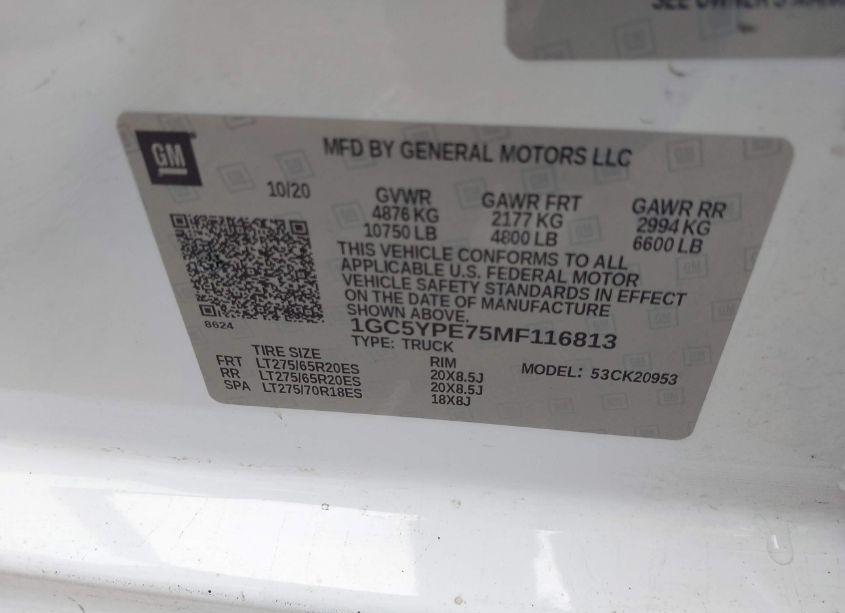 SEE OWNER'S MANUAL
GM
MFD BY GENERAL MOTORS LLC
10/20
GVWR GAWR FRT GAWR RR
4876 KG 2177 KG 2994 KG
10750 LB 4800 LB 6600 LB
THIS VEHICLE CONFORMS TO ALL
APPLICABLE U.S. FEDERAL MOTOR
VEHICLE SAFETY STANDARDS IN EFFECT
ON THE DATE OF MANUFACTURE
SHOWN ABOVE.
8624
1GC5YPE75MF116813
TYPE: TRUCK
TIRE SIZE RIM MODEL: 53CK20953
FRT LT275/65R20ES 20X8.5J
RR LT275/65R20ES 20X8.5J
SPA LT275/70R18ES 18X8J